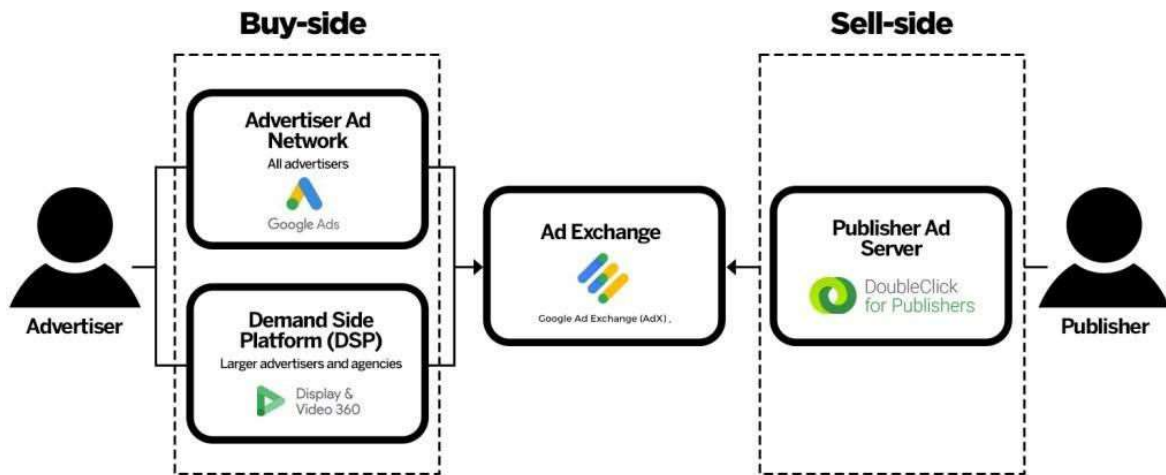 Buy-side
Sell-side
Advertiser Ad
Network
All advertisers
Google Ads
Advertiser
Demand Side
Platform (DSP)
Larger advertisers and agencies
Display &
Video 360
Ad Exchange
Google Ad Exchange (AdX) .
Publisher Ad
Server
DoubleClick
for Publishers
Publisher